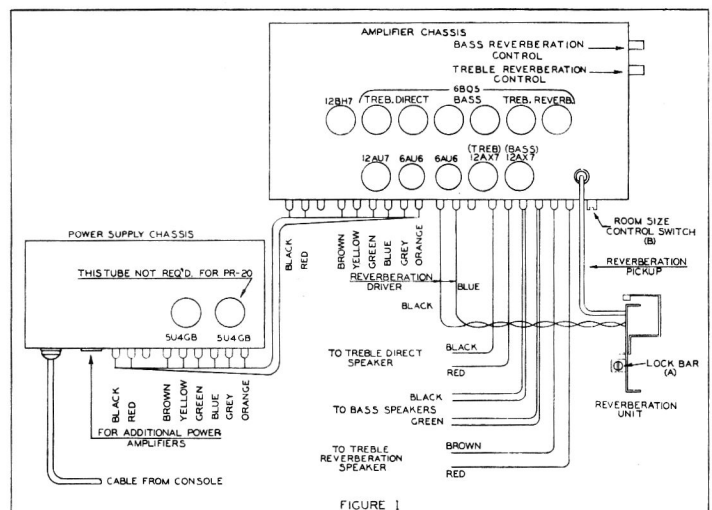 AMPLIFIER CHASSIS
BASS REVERBERATION
CONTROL
TREBLE REVERBERATION
CONTROL
6BQ5
12BH7
TREB. DIRECT
BASS
TREB. REVERB.
12AU7
6AU6
6AU6
(TREB)
12AX7
(BASS)
12AX7
ROOM SIZE
CONTROL SWITCH
(B)
REVERBERATION
PICKUP
BLACK
RED
BROWN
YELLOW
GREEN
BLUE
GREY
ORANGE
REVERBERATION
DRIVER
BLUE
BLACK
POWER SUPPLY CHASSIS
THIS TUBE NOT REQ'D. FOR PR-20
5U4GB
5U4GB
BLACK
RED
BROWN
YELLOW
GREEN
BLUE
GREY
ORANGE
FOR ADDITIONAL POWER
AMPLIFIERS
CABLE FROM CONSOLE
TO TREBLE DIRECT
SPEAKER
BLACK
RED
TO BASS SPEAKERS
BLACK
GREEN
TO TREBLE
REVERBERATION
SPEAKER
BROWN
RED
LOCK BAR
(A)
REVERBERATION
UNIT
FIGURE 1